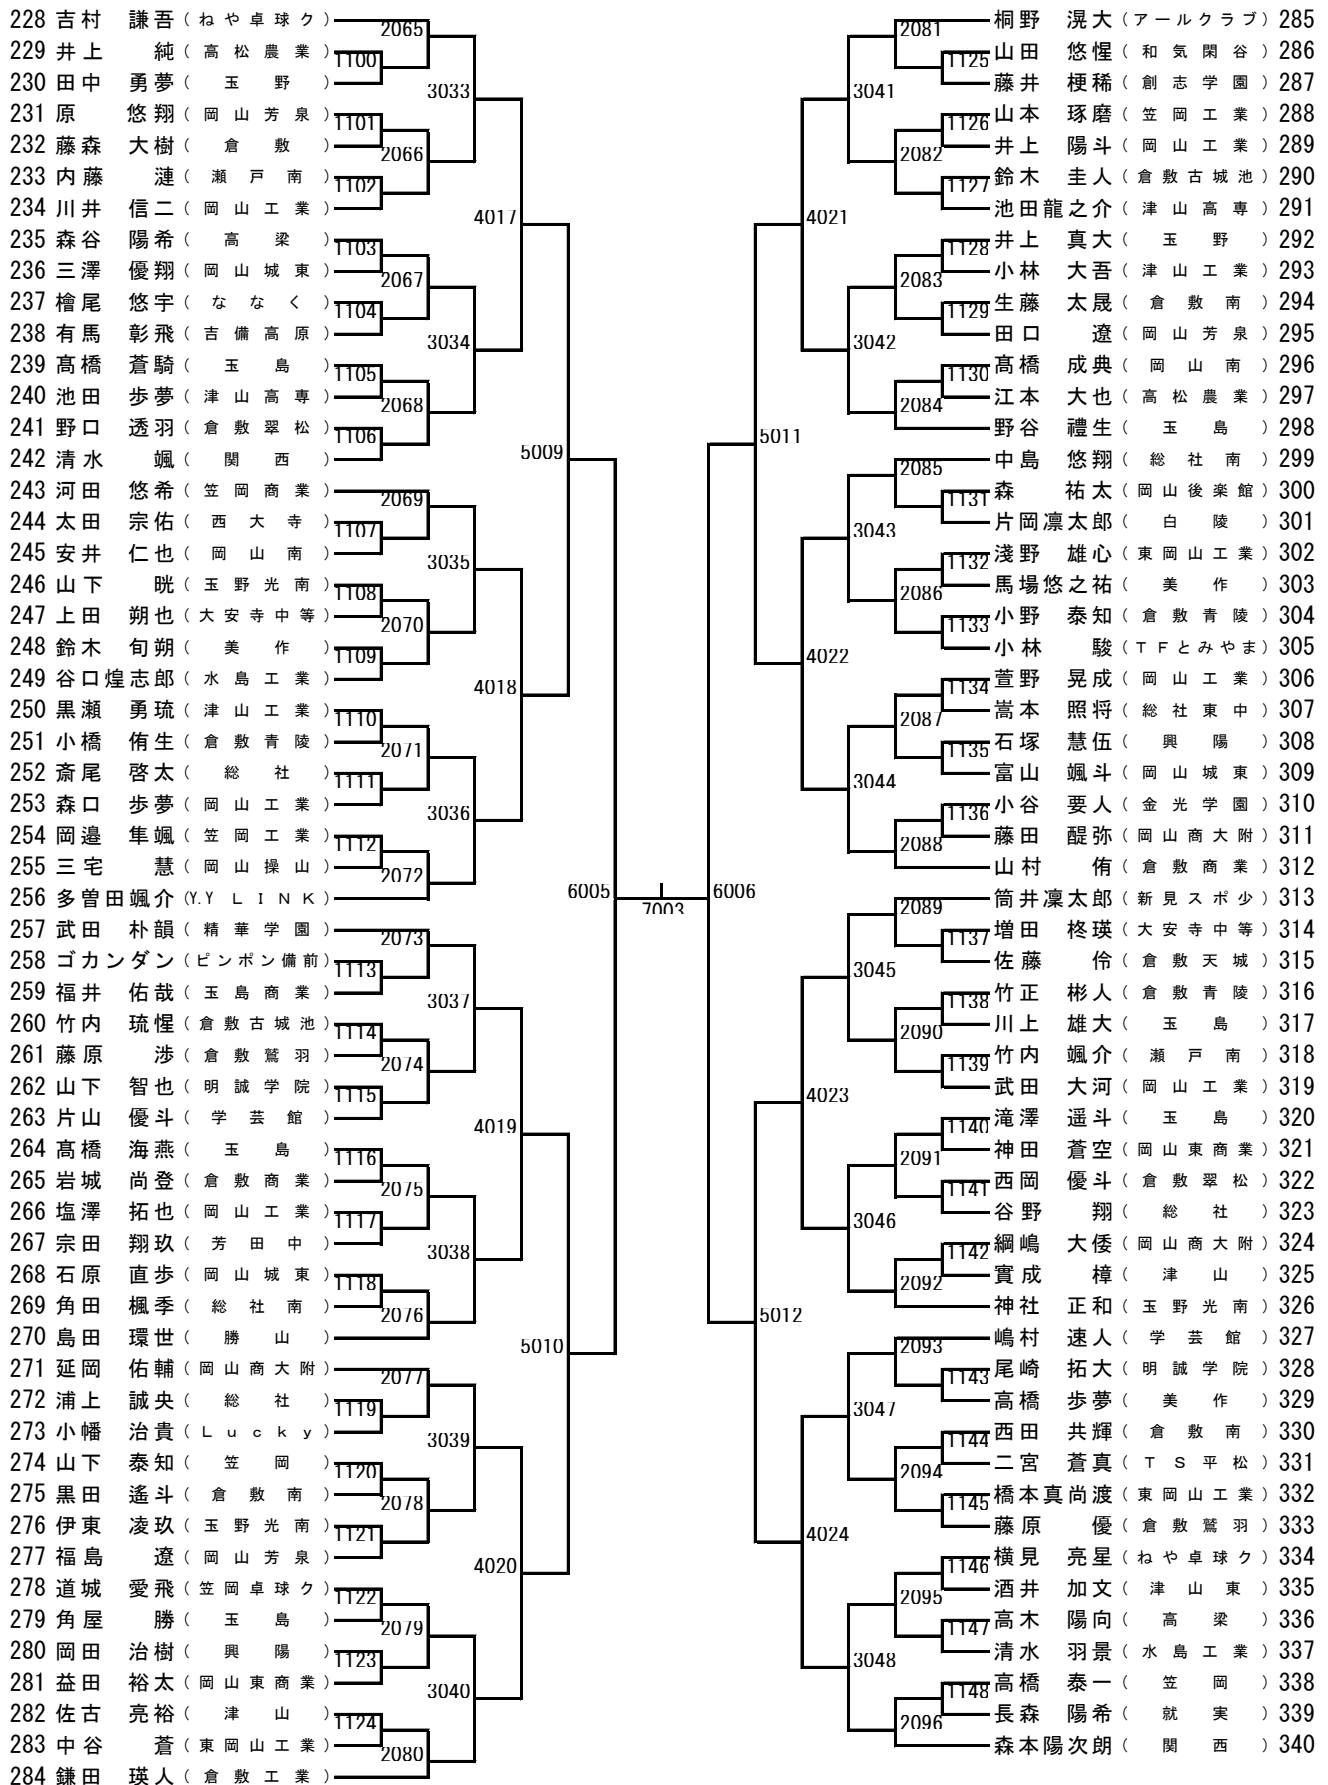 228 吉村 謙吾 (ねや卓球ク)
229 井上 純 (高松農業)
230 田中 勇夢 (玉野)
231 原 悠翔 (岡山芳泉)
232 藤森 大樹 (倉敷)
233 内藤 漣 (瀬戸南)
234 川井 信二 (岡山工業)
235 森谷 陽希 (高梁)
236 三澤 優翔 (岡山城東)
237 檜尾 悠宇 (ななく)
238 有馬 彰飛 (吉備高原)
239 髙橋 蒼騎 (玉島)
240 池田 歩夢 (津山高専)
241 野口 透羽 (倉敷翠松)
242 清水 颯 (関西)
243 河田 悠希 (笠岡商業)
244 太田 宗佑 (西大寺)
245 安井 仁也 (岡山南)
246 山下 晄 (玉野光南)
247 上田 朔也 (大安寺中等)
248 鈴木 旬朔 (美作)
249 谷口煌志郎 (水島工業)
250 黒瀬 勇琉 (津山工業)
251 小橋 侑生 (倉敷青陵)
252 斎尾 啓太 (総社)
253 森口 歩夢 (岡山工業)
254 岡邉 隼颯 (笠岡工業)
255 三宅 慧 (岡山操山)
256 多曽田颯介 (Y.Y LINK)
257 武田 朴韻 (精華学園)
258 ゴカンダン (ピンポン備前)
259 福井 佑哉 (玉島商業)
260 竹内 琉惺 (倉敷古城池)
261 藤原 渉 (倉敷鷲羽)
262 山下 智也 (明誠学院)
263 片山 優斗 (学芸館)
264 髙橋 海燕 (玉島)
265 岩城 尚登 (倉敷商業)
266 塩澤 拓也 (岡山工業)
267 宗田 翔玖 (芳田中)
268 石原 直歩 (岡山城東)
269 角田 楓季 (総社南)
270 島田 環世 (勝山)
271 延岡 佑輔 (岡山商大附)
272 浦上 誠央 (総社)
273 小幡 治貴 (Lucky)
274 山下 泰知 (笠岡)
275 黒田 遙斗 (倉敷南)
276 伊東 凌玖 (玉野光南)
277 福島 遼 (岡山芳泉)
278 道城 愛飛 (笠岡卓球ク)
279 角屋 勝 (玉島)
280 岡田 治樹 (興陽)
281 益田 裕太 (岡山東商業)
282 佐古 亮裕 (津山)
283 中谷 蒼 (東岡山工業)
284 鎌田 瑛人 (倉敷工業)
1100
1101
1102
1103
1104
1105
1106
1107
1108
1109
1110
1111
1112
1113
1114
1115
1116
1117
1118
1119
1120
1121
1122
1123
1124
2065
2066
2067
2068
2069
2070
2071
2072
2073
2074
2075
2076
2077
2078
2079
2080
3033
3034
3035
3036
3037
3038
3039
3040
4017
4018
4019
4020
5009
5010
6005
7003
6006
5011
5012
4021
4022
4023
4024
3041
3042
3043
3044
3045
3046
3047
3048
2081
2082
2083
2084
2085
2086
2087
2088
2089
2090
2091
2092
2093
2094
2095
2096
1125
1126
1127
1128
1129
1130
1131
1132
1133
1134
1135
1136
1137
1138
1139
1140
1141
1142
1143
1144
1145
1146
1147
1148
桐野 滉大 (アールクラブ) 285
山田 悠惺 (和気閑谷) 286
藤井 梗稀 (創志学園) 287
山本 琢磨 (笠岡工業) 288
井上 陽斗 (岡山工業) 289
鈴木 圭人 (倉敷古城池) 290
池田龍之介 (津山高専) 291
井上 真大 (玉野) 292
小林 大吾 (津山工業) 293
生藤 太晟 (倉敷南) 294
田口 遼 (岡山芳泉) 295
髙橋 成典 (岡山南) 296
江本 大也 (高松農業) 297
野谷 禮生 (玉島) 298
中島 悠翔 (総社南) 299
森 祐太 (岡山後楽館) 300
片岡凛太郎 (白陵) 301
淺野 雄心 (東岡山工業) 302
馬場悠之祐 (美作) 303
小野 泰知 (倉敷青陵) 304
小林 駿 (TFとみやま) 305
萱野 晃成 (岡山工業) 306
嵩本 照将 (総社東中) 307
石塚 慧伍 (興陽) 308
富山 颯斗 (岡山城東) 309
小谷 要人 (金光学園) 310
藤田 醍弥 (岡山商大附) 311
山村 侑 (倉敷商業) 312
筒井凛太郎 (新見スポ少) 313
増田 柊瑛 (大安寺中等) 314
佐藤 伶 (倉敷天城) 315
竹正 彬人 (倉敷青陵) 316
川上 雄大 (玉島) 317
竹内 颯介 (瀬戸南) 318
武田 大河 (岡山工業) 319
滝澤 遥斗 (玉島) 320
神田 蒼空 (岡山東商業) 321
西岡 優斗 (倉敷翠松) 322
谷野 翔 (総社) 323
綱嶋 大倭 (岡山商大附) 324
實成 樟 (津山) 325
神社 正和 (玉野光南) 326
嶋村 速人 (学芸館) 327
尾崎 拓大 (明誠学院) 328
高橋 歩夢 (美作) 329
西田 共輝 (倉敷南) 330
二宮 蒼真 (TS平松) 331
橋本真尚渡 (東岡山工業) 332
藤原 優 (倉敷鷲羽) 333
横見 亮星 (ねや卓球ク) 334
酒井 加文 (津山東) 335
高木 陽向 (高梁) 336
清水 羽景 (水島工業) 337
高橋 泰一 (笠岡) 338
長森 陽希 (就実) 339
森本陽次朗 (関西) 340